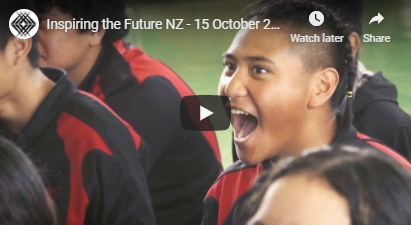 Inspiring the Future NZ - 15 October 2...
Watch later
Share